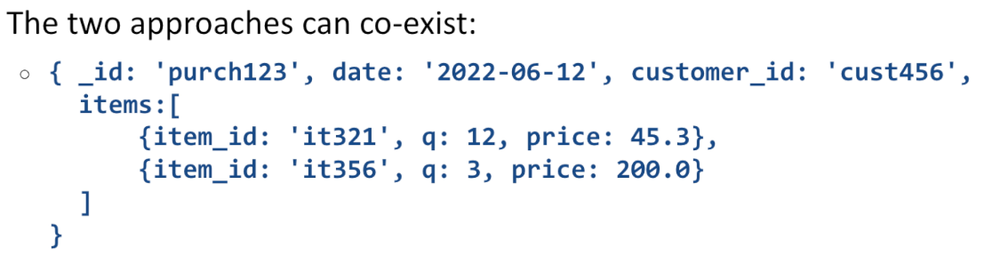 The two approaches can co-exist:
○ { _id: 'purch123', date: '2022-06-12', customer_id: 'cust456',
items:[
{item_id: 'it321', q: 12, price: 45.3},
{item_id: 'it356', q: 3, price: 200.0}
]
}